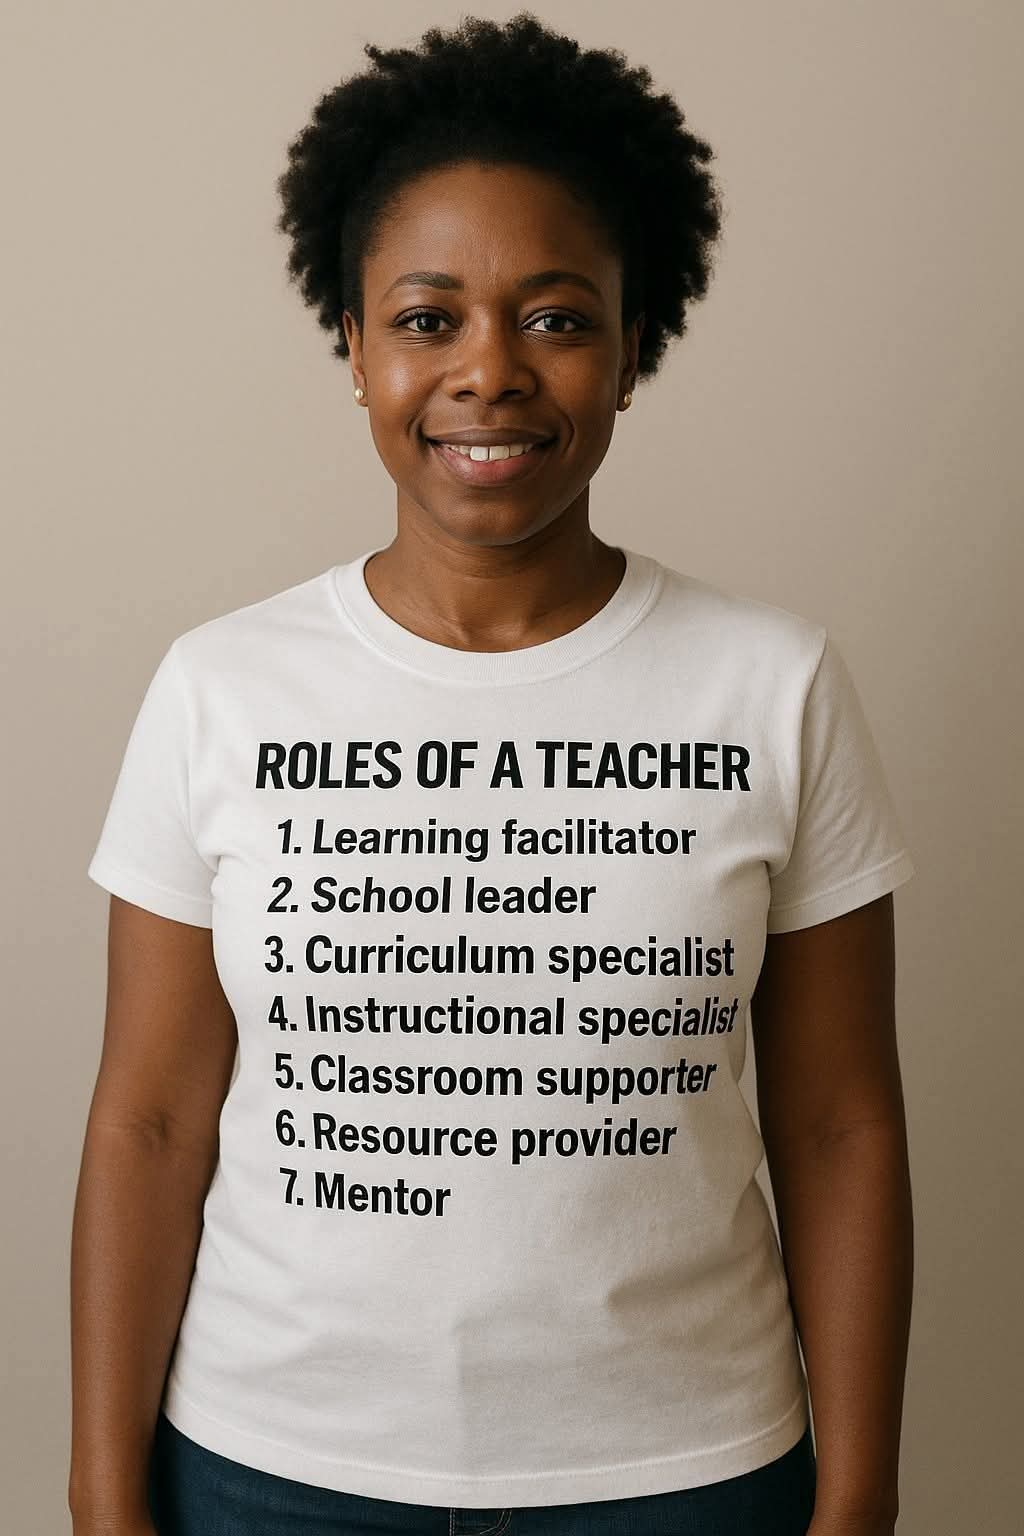 ROLES OF A TEACHER
1. Learning facilitator
2. School leader
3. Curriculum specialist
4. Instructional specialist
5. Classroom supporter
6. Resource provider
7. Mentor